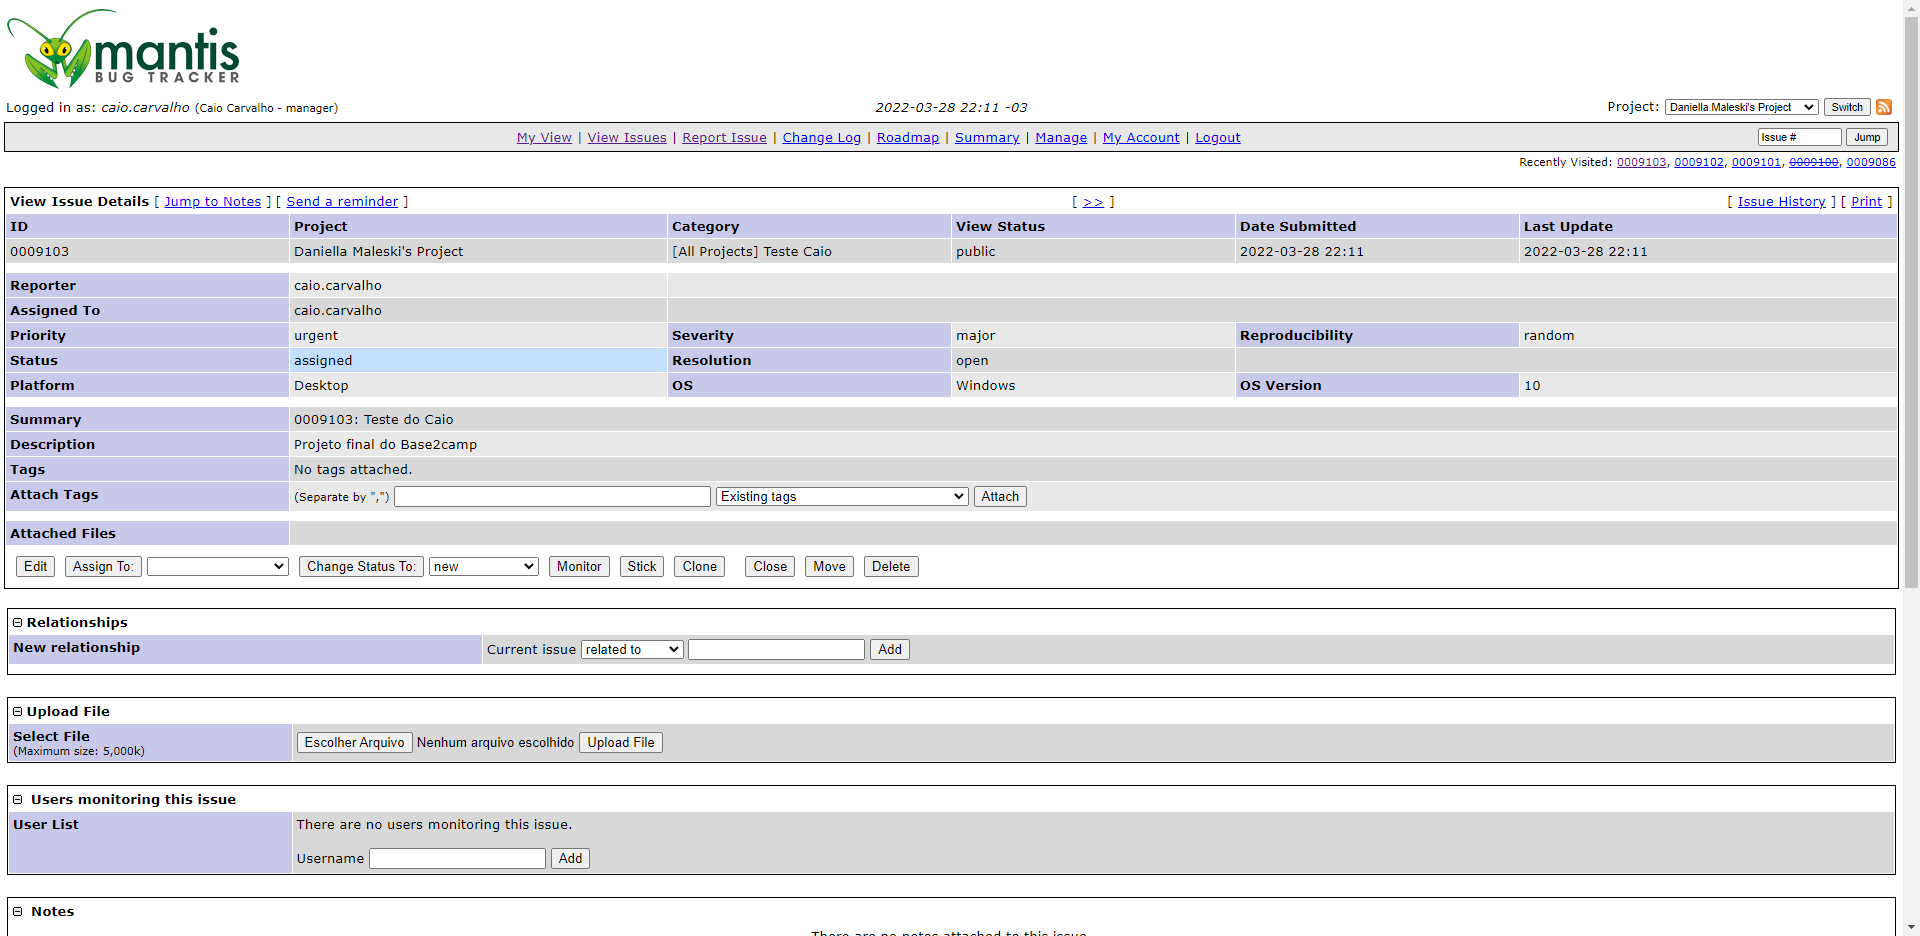 mantis
BUG TRACKER
Logged in as: caio.carvalho (Caio Carvalho - manager)
2022-03-28 22:11 -03
Project: Daniella Maleski's Project Switch
My View | View Issues | Report Issue | Change Log | Roadmap | Summary | Manage | My Account | Logout
Issue # Jump
Recently Visited: 0009103, 0009102, 0009101, 0009100, 0009086
View Issue Details [ Jump to Notes ] [ Send a reminder ] [ >> ] [ Issue History ] [ Print ]
ID Project Category View Status Date Submitted Last Update
0009103 Daniella Maleski's Project [All Projects] Teste Caio public 2022-03-28 22:11 2022-03-28 22:11
Reporter caio.carvalho
Assigned To caio.carvalho
Priority urgent Severity major Reproducibility random
Status assigned Resolution open
Platform Desktop OS Windows OS Version 10
Summary 0009103: Teste do Caio
Description Projeto final do Base2camp
Tags No tags attached.
Attach Tags (Separate by ",") Existing tags Attach
Attached Files
Edit Assign To: Change Status To: new Monitor Stick Clone Close Move Delete
Relationships
New relationship Current issue related to Add
Upload File
Select File Escolher Arquivo Nenhum arquivo escolhido Upload File
(Maximum size: 5,000k)
Users monitoring this issue
User List There are no users monitoring this issue.
Username Add
Notes
There are no notes attached to this issue.